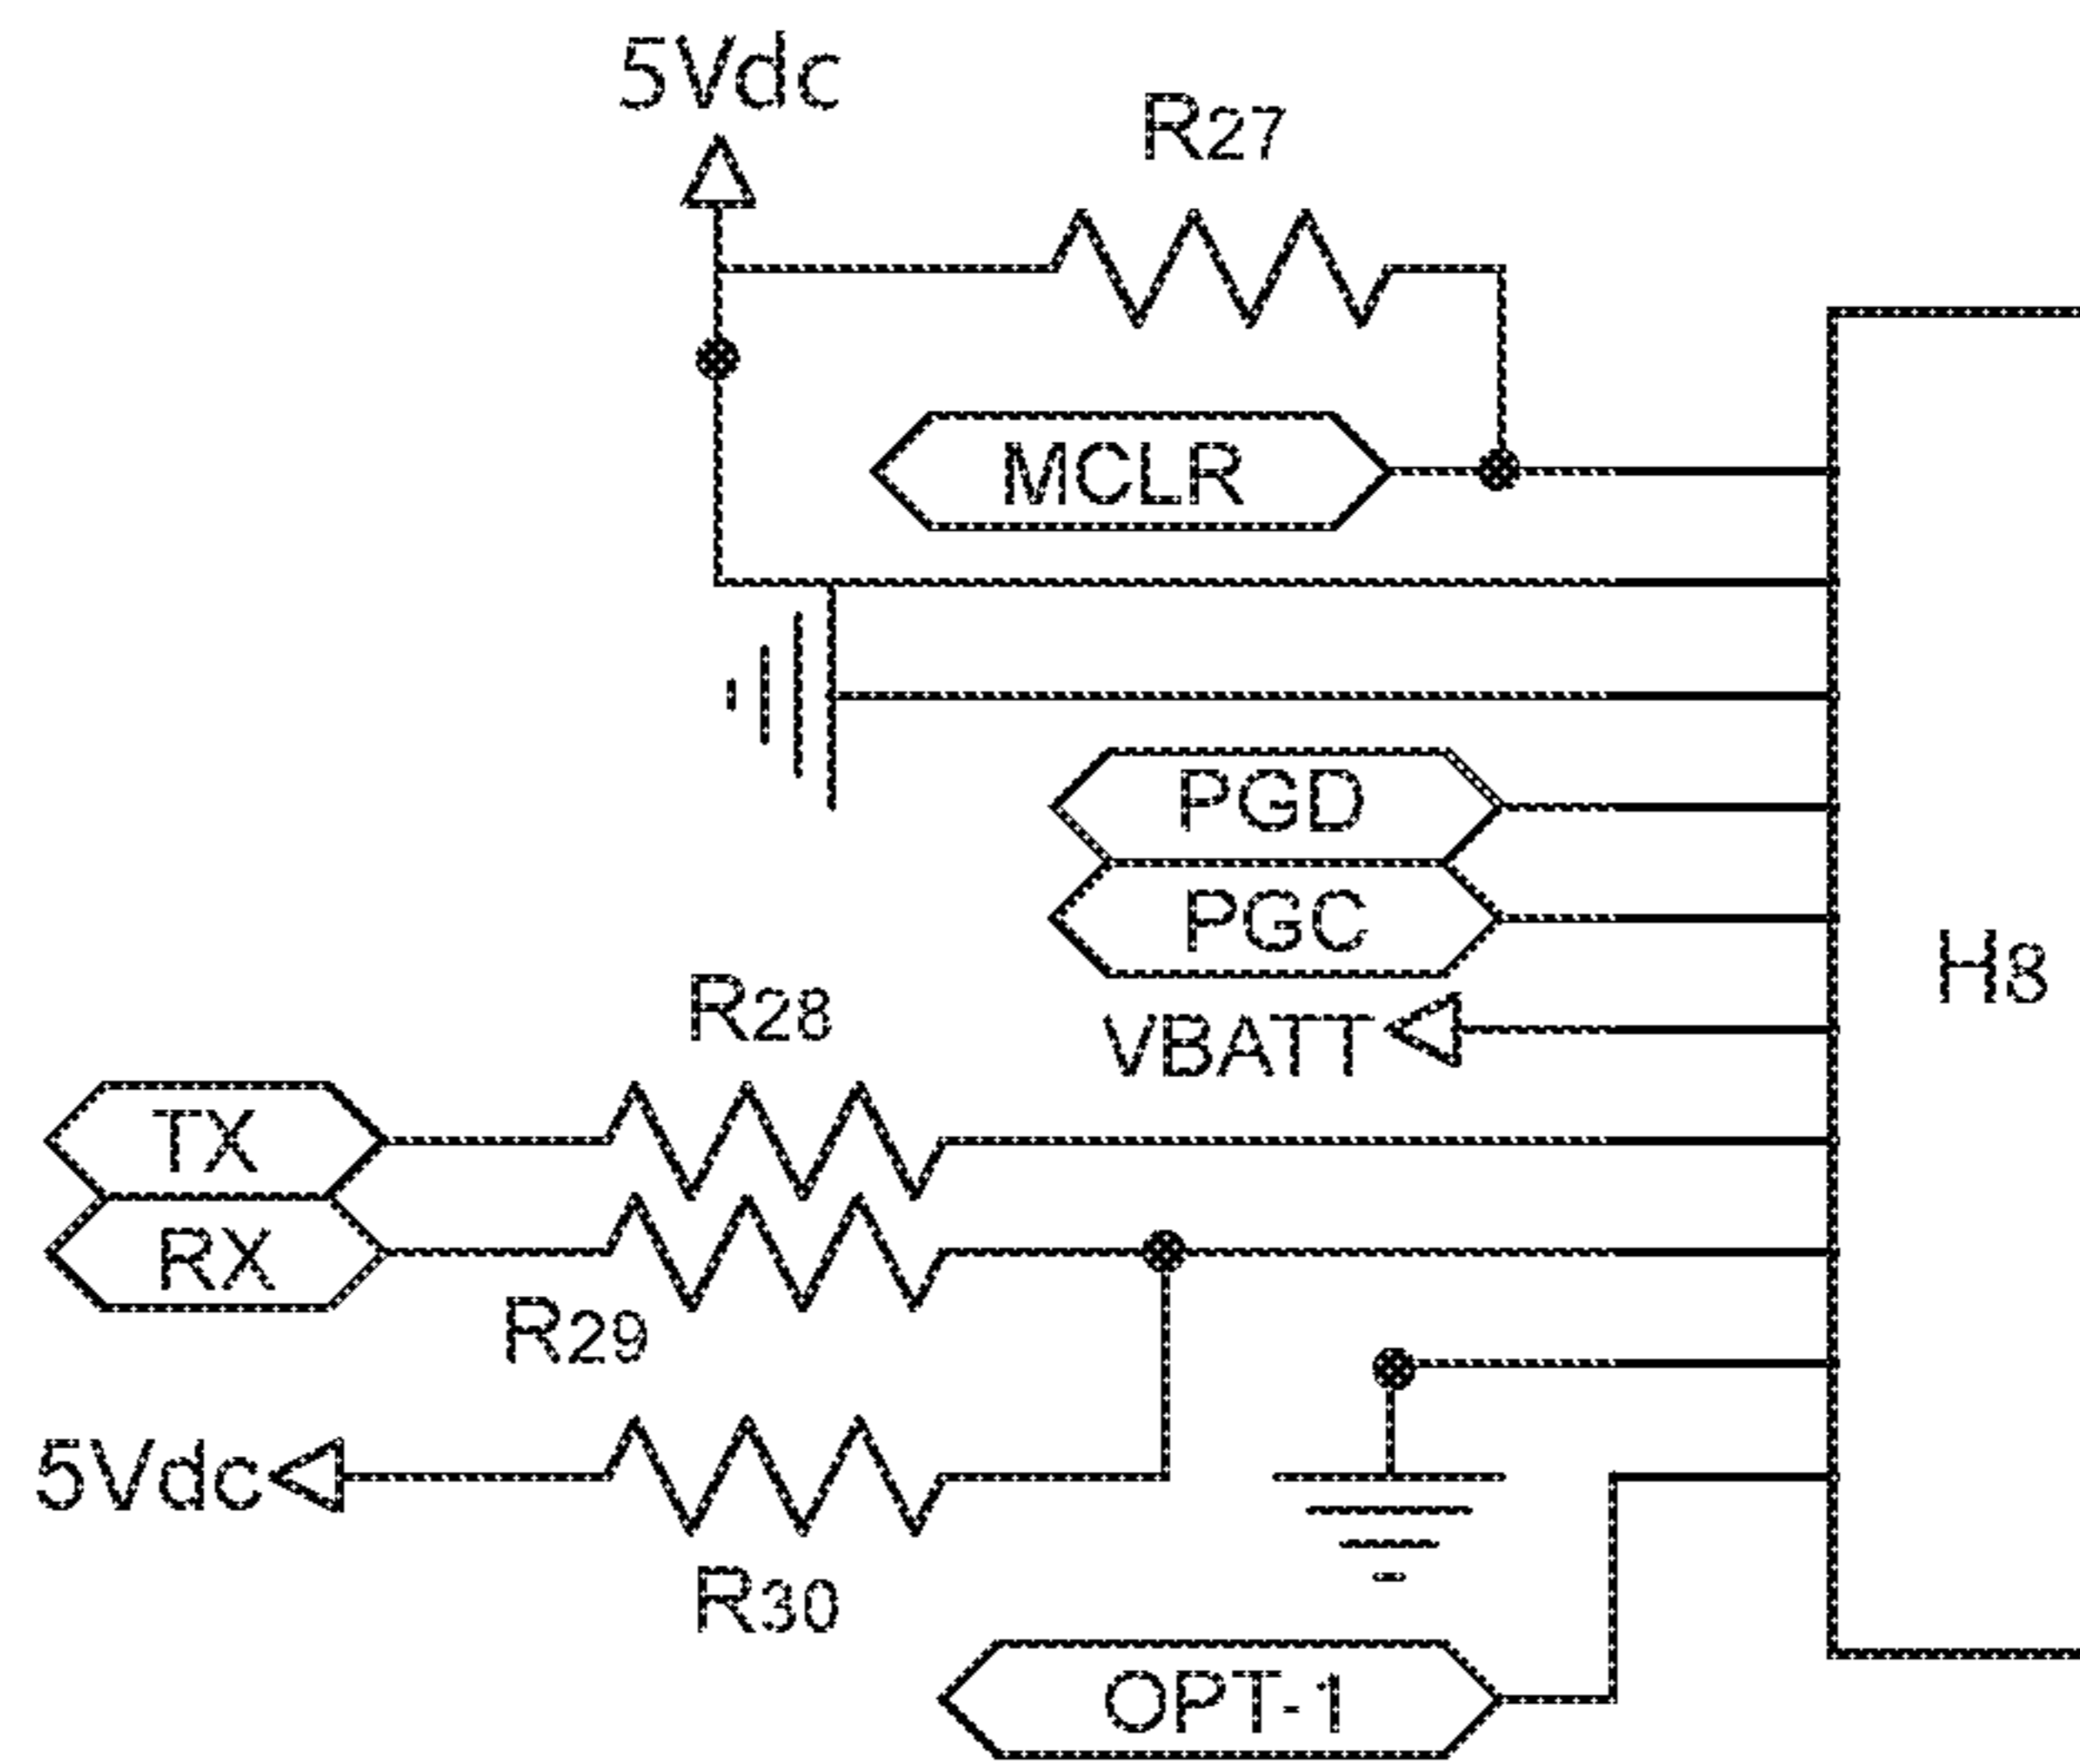 5Vdc
R27
MCLR
PGD
PGC
H8
R28
VBATT
TX
RX
R29
5Vdc
R30
OPT-1